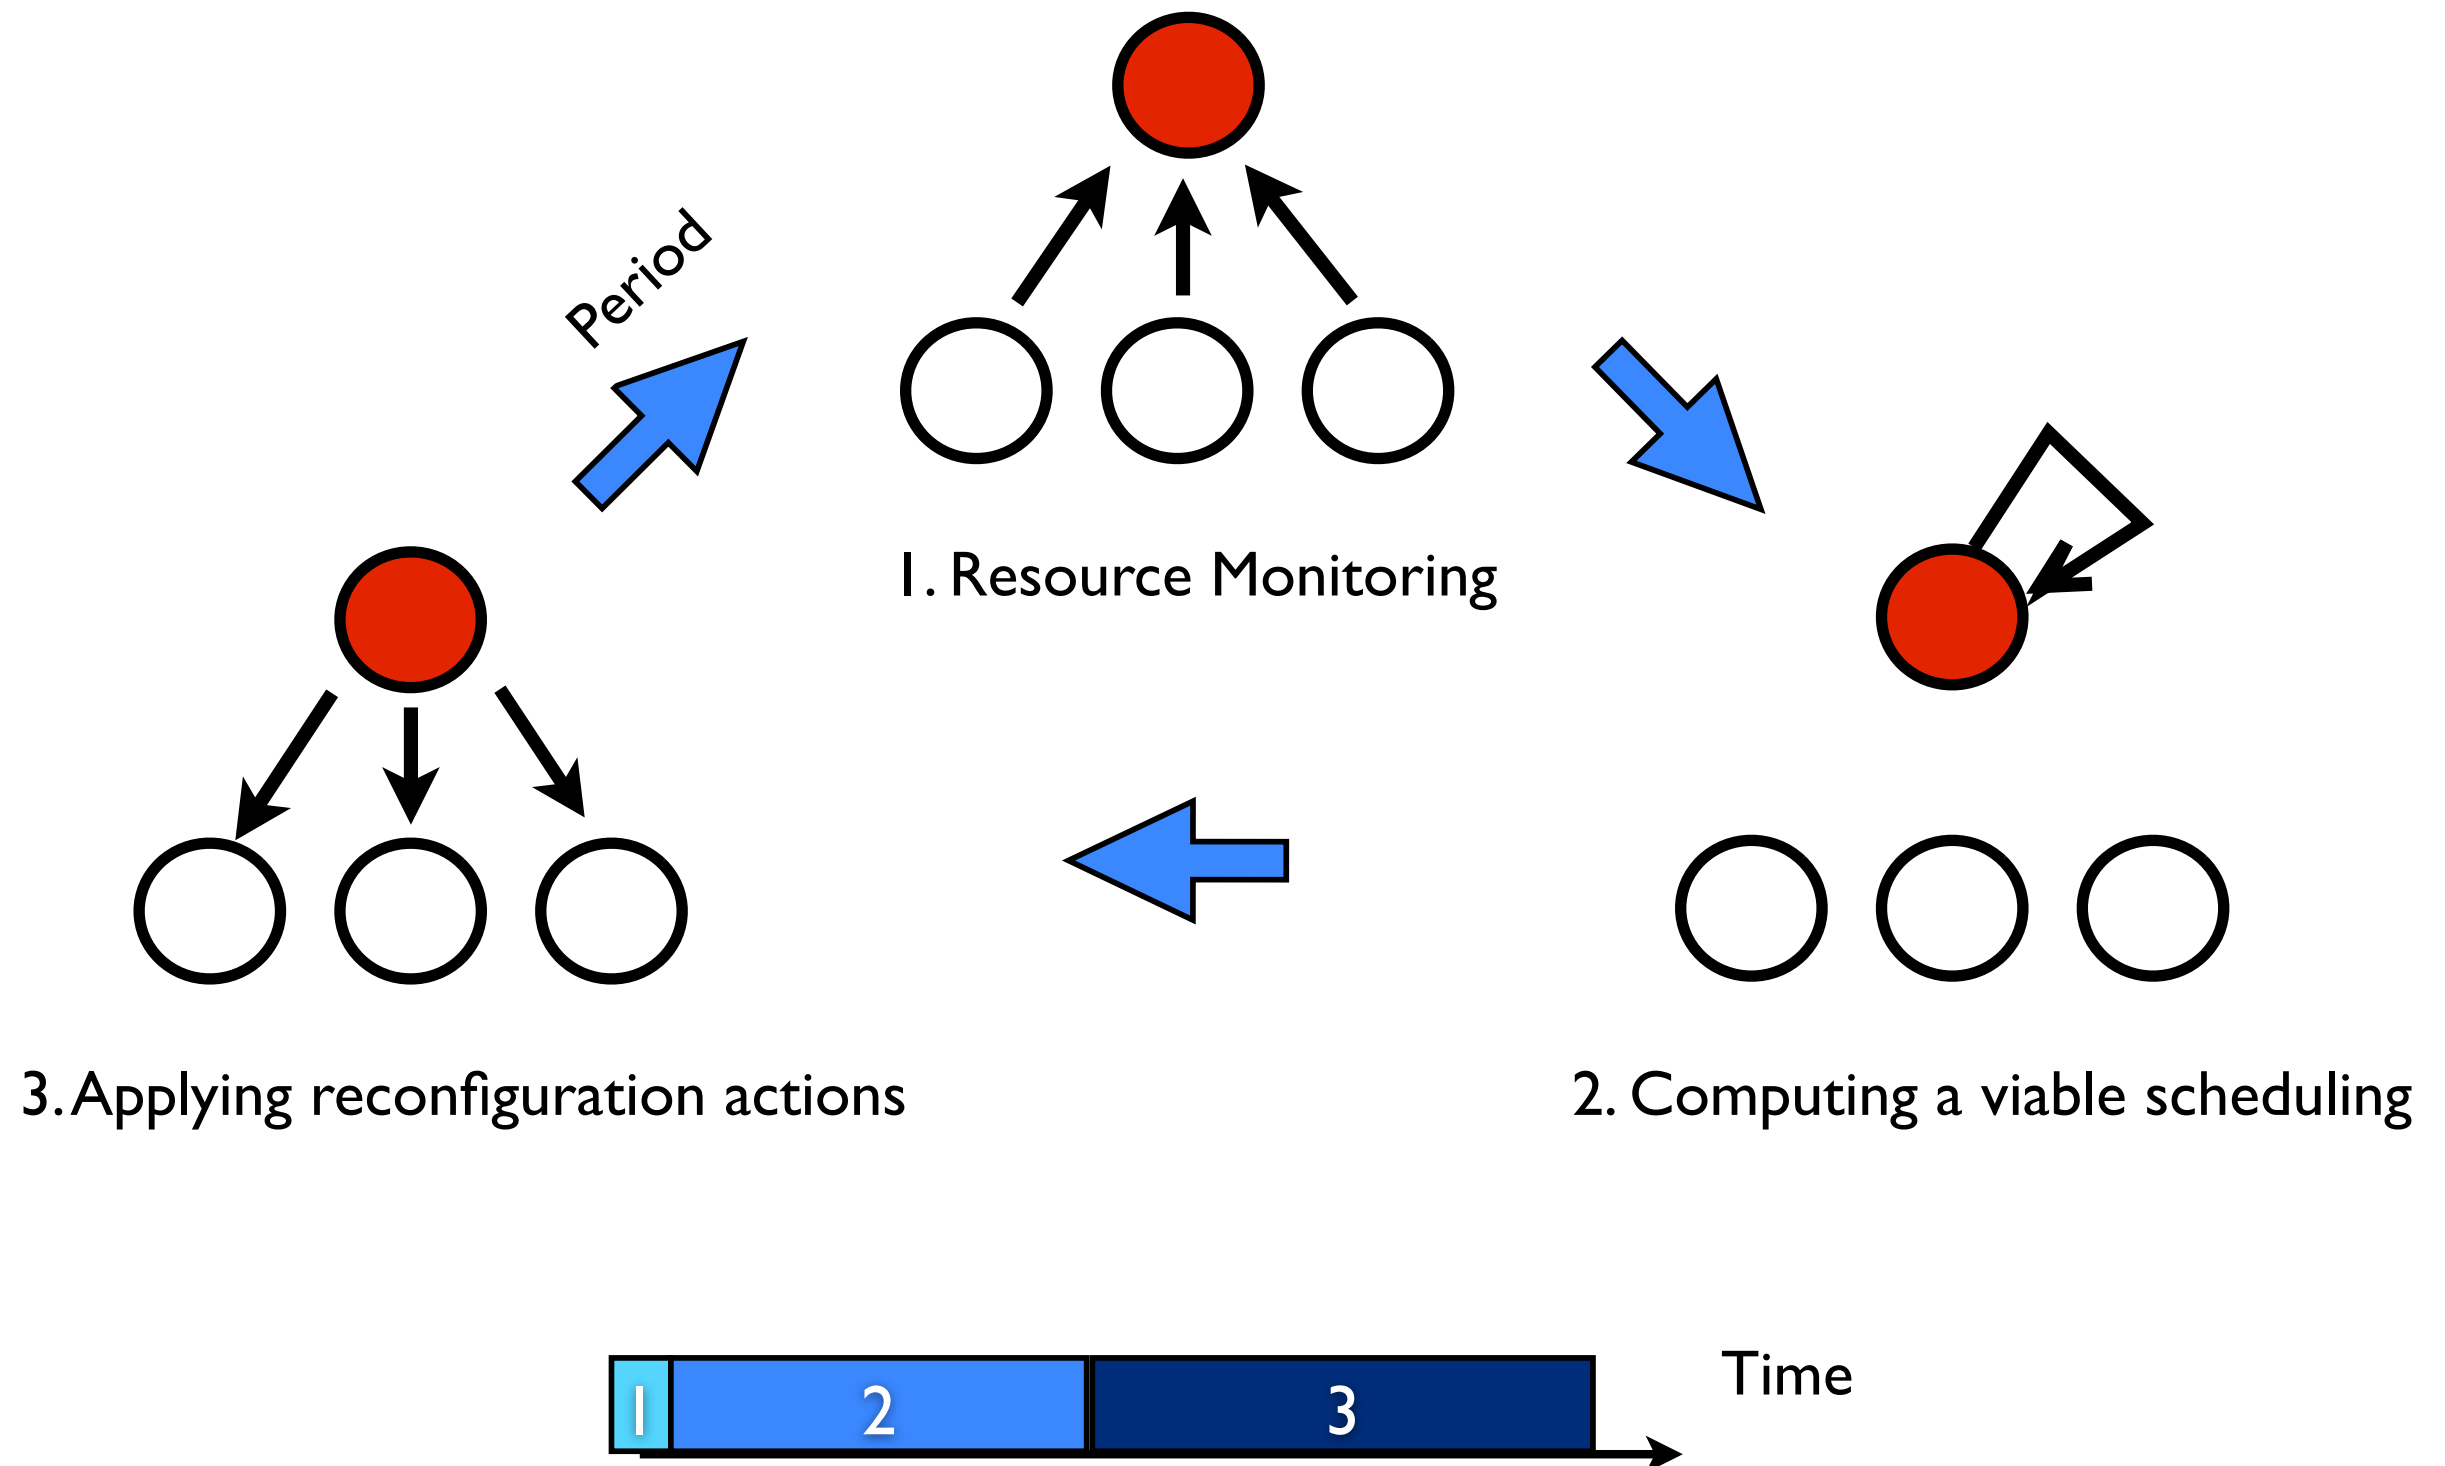 Period
1. Resource Monitoring
3. Applying reconfiguration actions
2. Computing a viable scheduling
1
2
3
Time